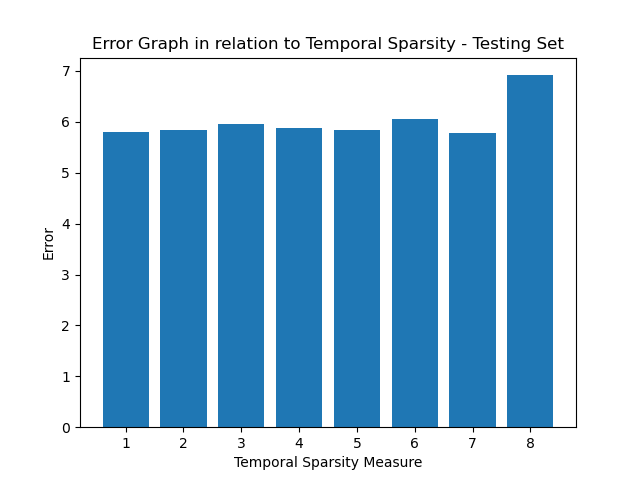 Error Graph in relation to Temporal Sparsity - Testing Set
7
6
5
4
3
2
1
0
Error
1 2 3 4 5 6 7 8
Temporal Sparsity Measure